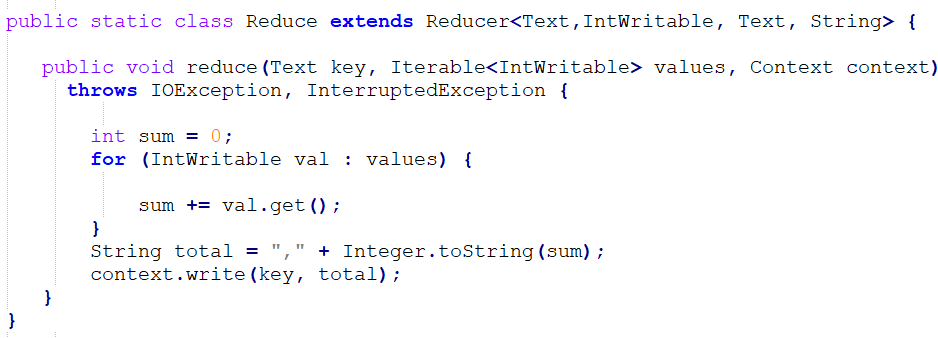 public static class Reduce extends Reducer<Text,IntWritable, Text, String> {
public void reduce(Text key, Iterable<IntWritable> values, Context context)
throws IOException, InterruptedException {
int sum = 0;
for (IntWritable val : values) {
sum += val.get();
}
String total = "," + Integer.toString(sum);
context.write(key, total);
}
}